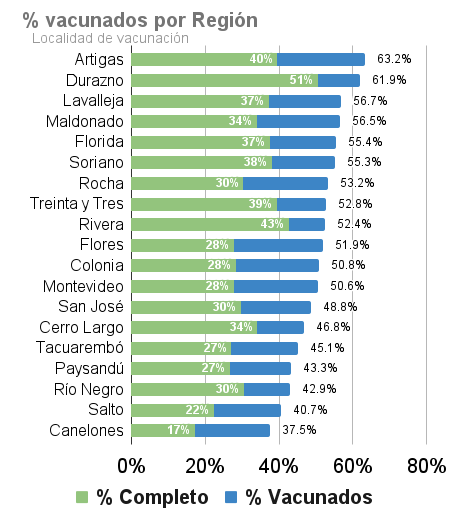 % vacunados por Región
Localidad de vacunación
Artigas 40% 63.2%
Durazno 51% 61.9%
Lavalleja 37% 56.7%
Maldonado 34% 56.5%
Florida 37% 55.4%
Soriano 38% 55.3%
Rocha 30% 53.2%
Treinta y Tres 39% 52.8%
Rivera 43% 52.4%
Flores 28% 51.9%
Colonia 28% 50.8%
Montevideo 28% 50.6%
San José 30% 48.8%
Cerro Largo 34% 46.8%
Tacuarembó 27% 45.1%
Paysandú 27% 43.3%
Río Negro 30% 42.9%
Salto 22% 40.7%
Canelones 17% 37.5%
0% 20% 40% 60% 80%
% Completo % Vacunados